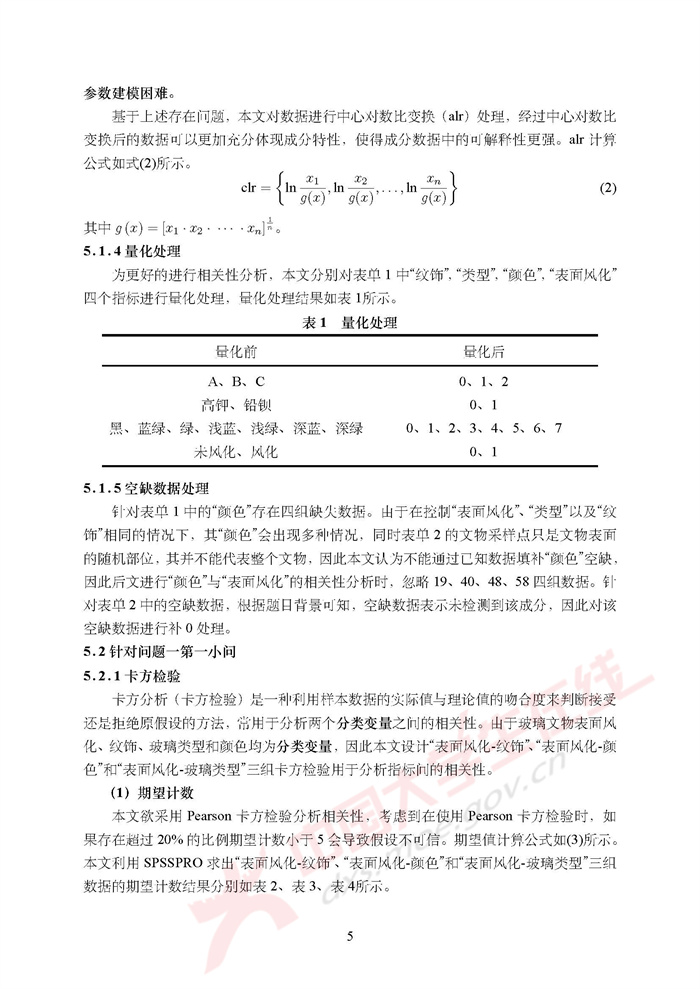 参数建模困难。
基于上述存在问题，本文对数据进行中心对数比变换（alr）处理，经过中心对数比
变换后的数据可以更加充分体现成分特性，使得成分数据中的可解释性更强。alr 计算
公式如式(2)所示。
clr = { ln x₁/g(x), ln x₂/g(x), . . . , ln xₙ/g(x) } (2)
其中 g (x) = [x₁ · x₂ · ··· · xₙ]^(1/n) 。
5.1.4 量化处理
为更好的进行相关性分析，本文分别对表单 1 中“纹饰”，“类型”，“颜色”，“表面风化”
四个指标进行量化处理，量化处理结果如表 1所示。
表 1 量化处理
量化前 量化后
A、B、C 0、1、2
高钾、铅钡 0、1
黑、蓝绿、绿、浅蓝、浅绿、深蓝、深绿 0、1、2、3、4、5、6、7
未风化、风化 0、1
5.1.5 空缺数据处理
针对表单 1 中的“颜色”存在四组缺失数据。由于在控制“表面风化”、“类型”以及“纹
饰”相同的情况下，其“颜色”会出现多种情况，同时表单 2 的文物采样点只是文物表面
的随机部位，其并不能代表整个文物，因此本文认为不能通过已知数据填补“颜色”空缺，
因此后文进行“颜色”与“表面风化”的相关性分析时，忽略 19、40、48、58 四组数据。针
对表单 2 中的空缺数据，根据题目背景可知，空缺数据表示未检测到该成分，因此对该
空缺数据进行补 0 处理。
5.2 针对问题一第一小问
5.2.1 卡方检验
卡方分析（卡方检验）是一种利用样本数据的实际值与理论值的吻合度来判断接受
还是拒绝原假设的方法，常用于分析两个分类变量之间的相关性。由于玻璃文物表面风
化、纹饰、玻璃类型和颜色均为分类变量，因此本文设计“表面风化-纹饰”、“表面风化-颜
色”和“表面风化-玻璃类型”三组卡方检验用于分析指标间的相关性。
（1）期望计数
本文欲采用 Pearson 卡方检验分析相关性，考虑到在使用 Pearson 卡方检验时，如
果存在超过 20% 的比例期望计数小于 5 会导致假设不可信。期望值计算公式如(3)所示。
本文利用 SPSSPRO 求出“表面风化-纹饰”、“表面风化-颜色”和“表面风化-玻璃类型”三组
数据的期望计数结果分别如表 2、表 3、表 4所示。
5
中国大学生在线
dxs.moe.gov.cn